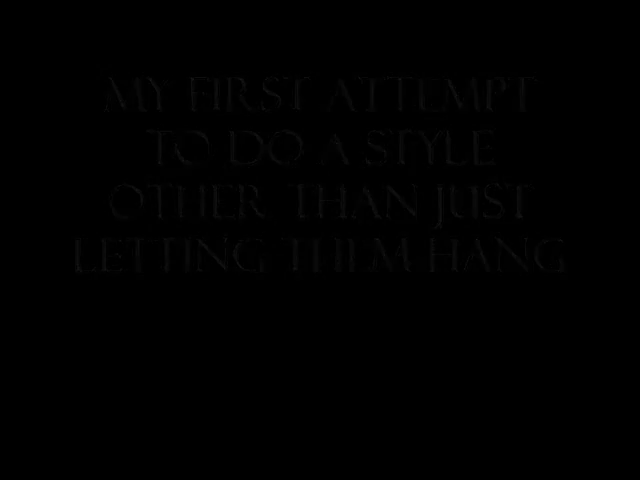 MY FIRST ATTEMPT
TO DO A STYLE
OTHER THAN JUST
LETTING THEM HANG